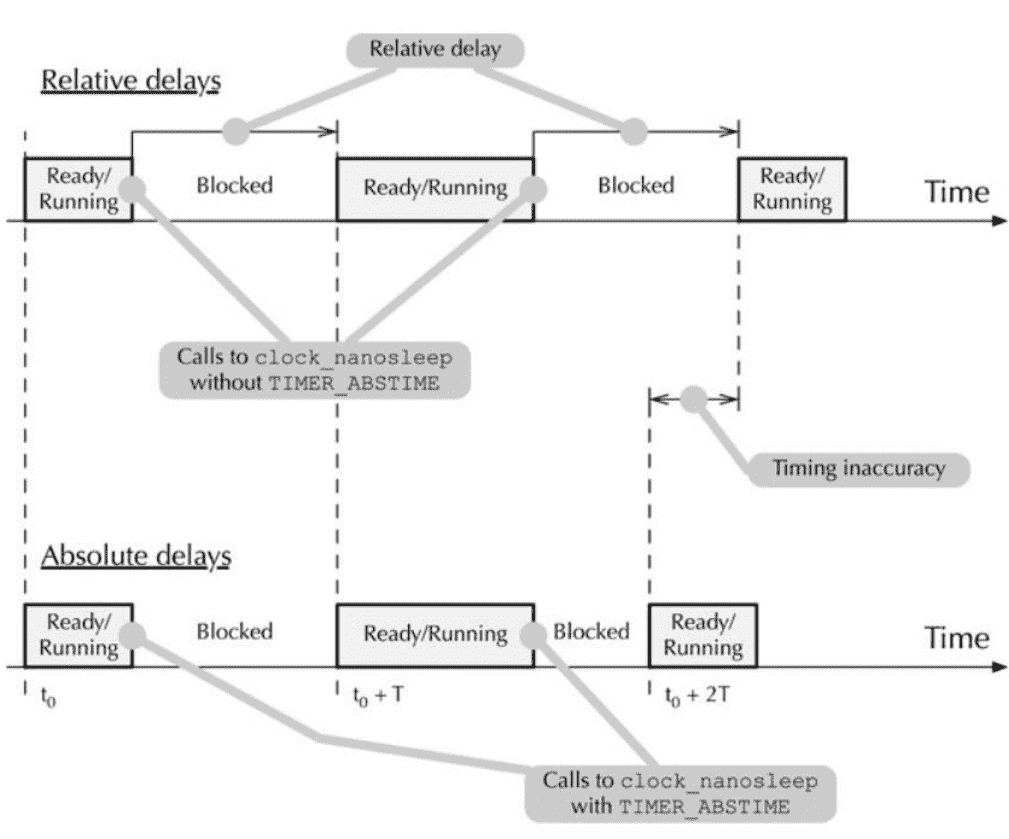 Relative delay
Relative delays
Ready/
Running
Blocked
Ready/Running
Blocked
Ready/
Running
Time
Calls to clock_nanosleep
without TIMER_ABSTIME
Timing inaccuracy
Absolute delays
Ready/
Running
Blocked
Ready/Running
Blocked
Ready/
Running
Time
t₀
t₀ + T
t₀ + 2T
Calls to clock_nanosleep
with TIMER_ABSTIME